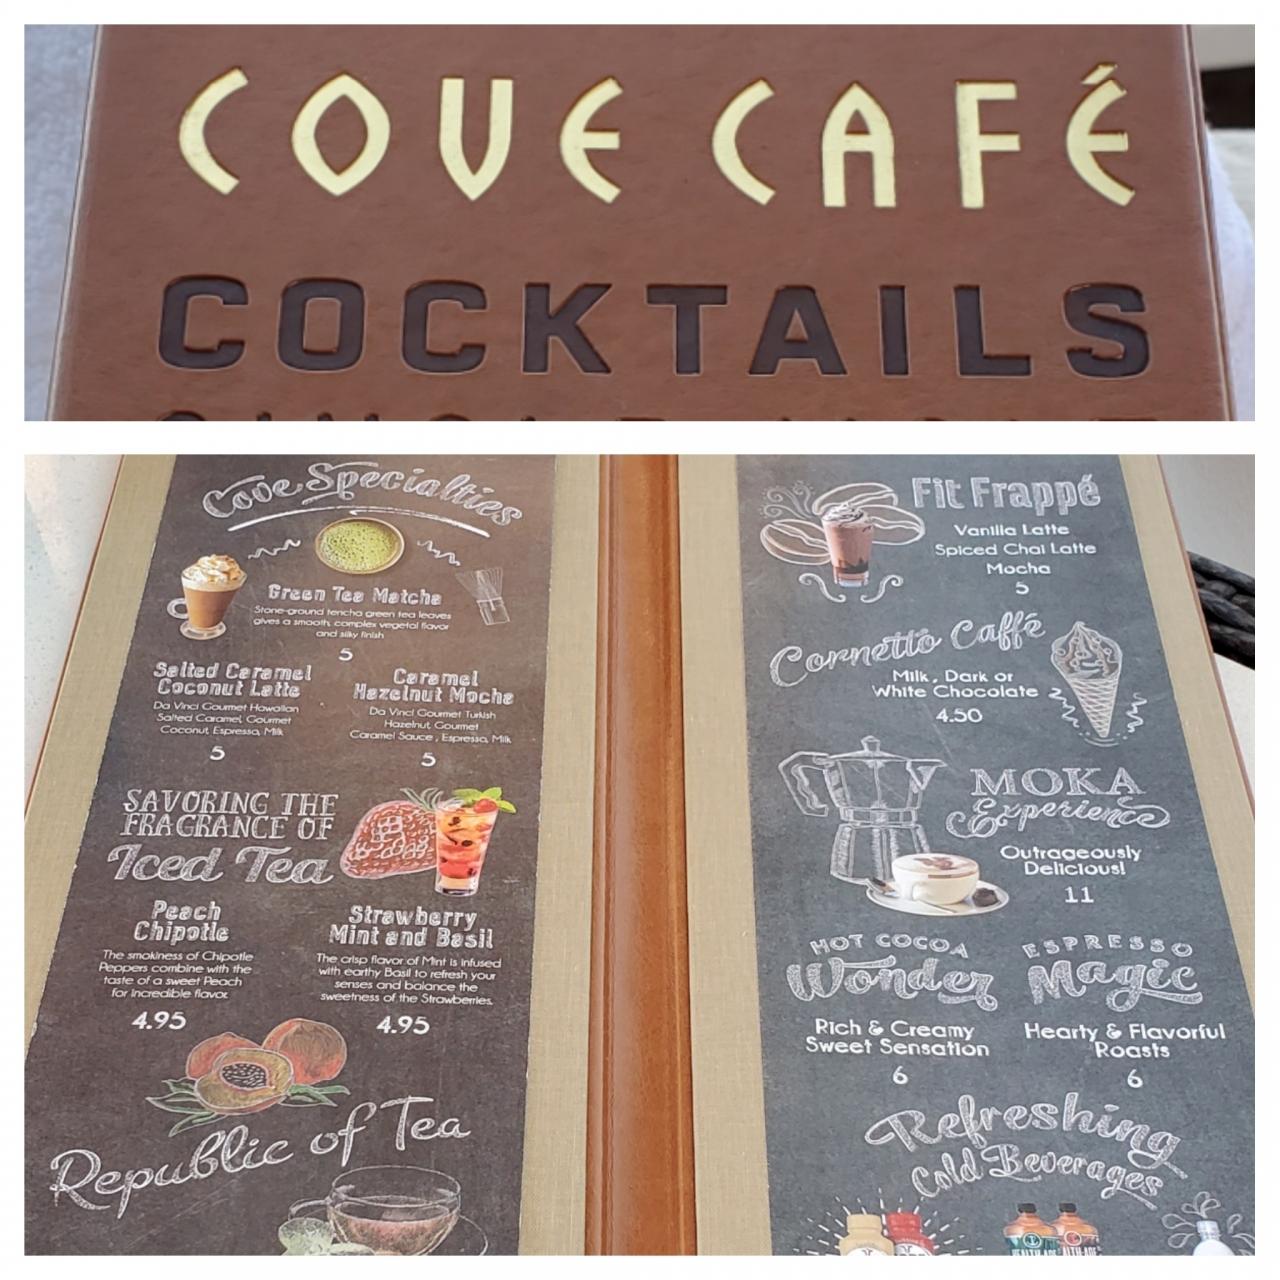 COVE CAFÉ
COCKTAILS
Cove Specialties
Green Tea Matcha
Stone-ground tencha green tea leaves
gives a smooth, complex vegetal flavor
and silky finish
5
Salted Caramel
Coconut Latte
Da Vinci Gourmet Hawaiian
Salted Caramel, Gourmet
Coconut, Espresso, Milk
5
Caramel
Hazelnut Mocha
Da Vinci Gourmet Turkish
Hazelnut, Gourmet
Caramel Sauce , Espresso, Milk
5
SAVORING THE
FRAGRANCE OF
Iced Tea
Peach
Chipotle
The smokiness of Chipotle
Peppers combine with the
taste of a sweet Peach
for incredible flavor.
4.95
Strawberry
Mint and Basil
The crisp flavor of Mint is infused
with earthy Basil to refresh your
senses and balance the
sweetness of the Strawberries.
4.95
Republic of Tea
Fit Frappé
Vanilla Latte
Spiced Chai Latte
Mocha
5
Cornetto Caffé
Milk , Dark or
White Chocolate
4.50
MOKA
Experience
Outrageously
Delicious!
11
HOT COCOA
Wonder
Rich & Creamy
Sweet Sensation
6
ESPRESSO
Magic
Hearty & Flavorful
Roasts
6
Refreshing
Cold Beverages